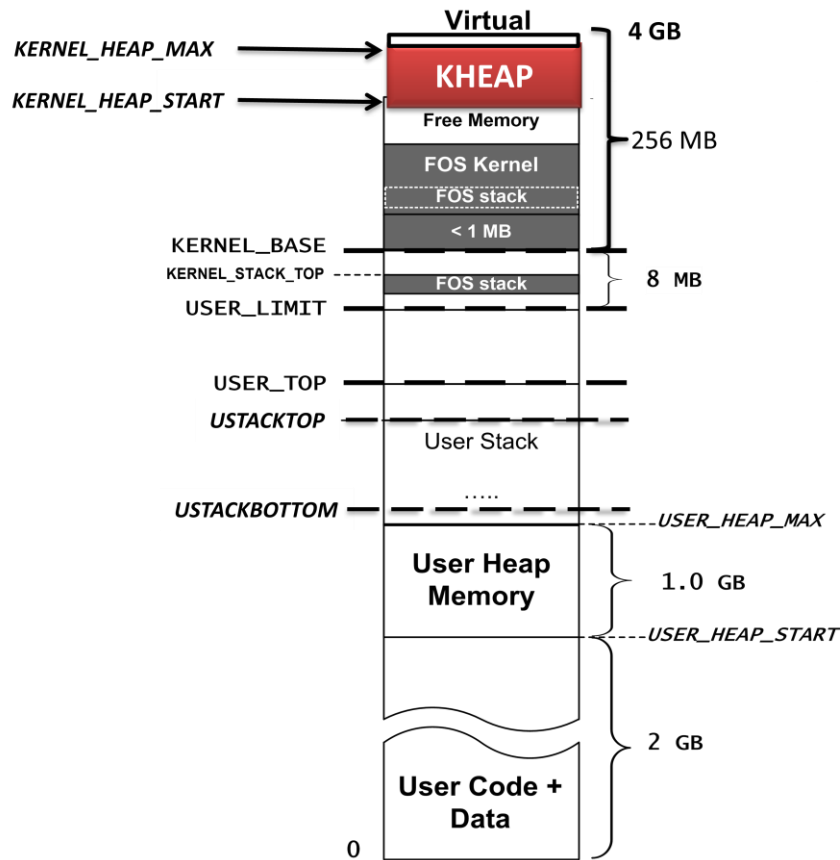 Virtual
4 GB
KERNEL_HEAP_MAX
KHEAP
KERNEL_HEAP_START
Free Memory
256 MB
FOS Kernel
FOS stack
< 1 MB
KERNEL_BASE
KERNEL_STACK_TOP
FOS stack
8 MB
USER_LIMIT
USER_TOP
USTACKTOP
User Stack
.....
USTACKBOTTOM
USER_HEAP_MAX
User Heap
Memory
1.0 GB
USER_HEAP_START
2 GB
User Code +
Data
0